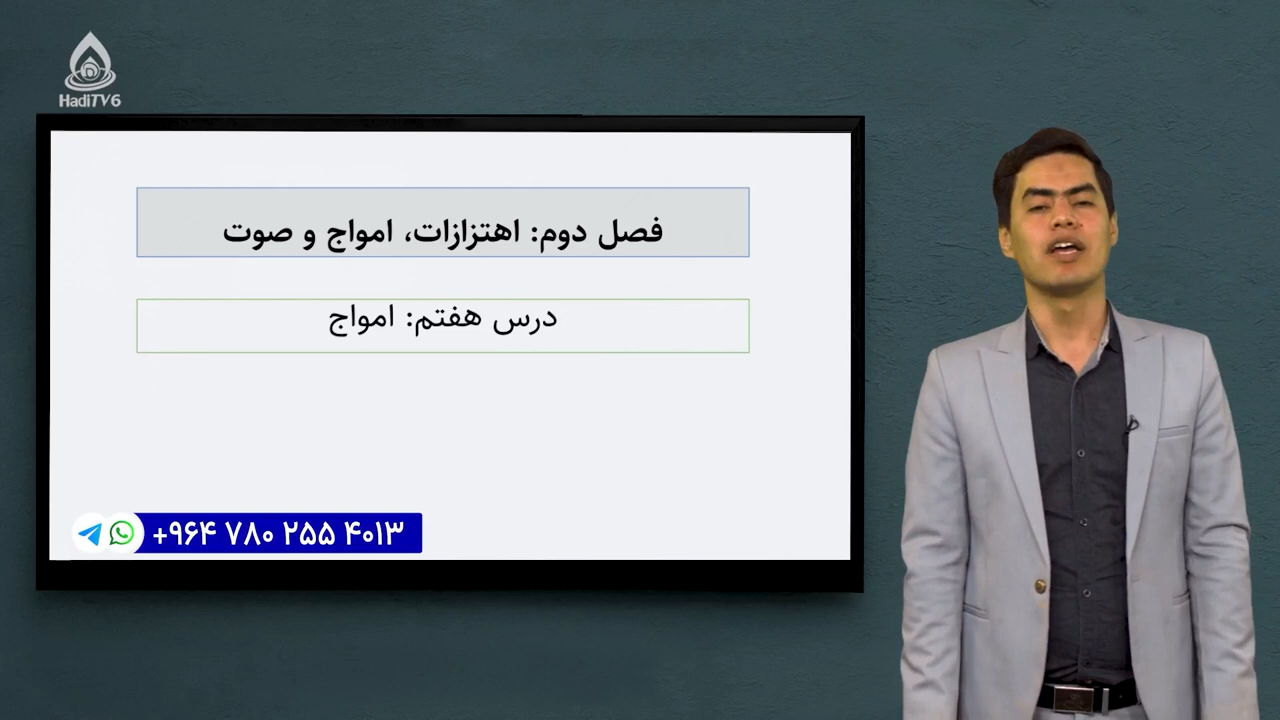 HadiTV6
فصل دوم: اهتزازات، امواج و صوت
درس هفتم: امواج
+۹۶۴ ۷۸۰ ۲۵۵ ۴۰۱۳